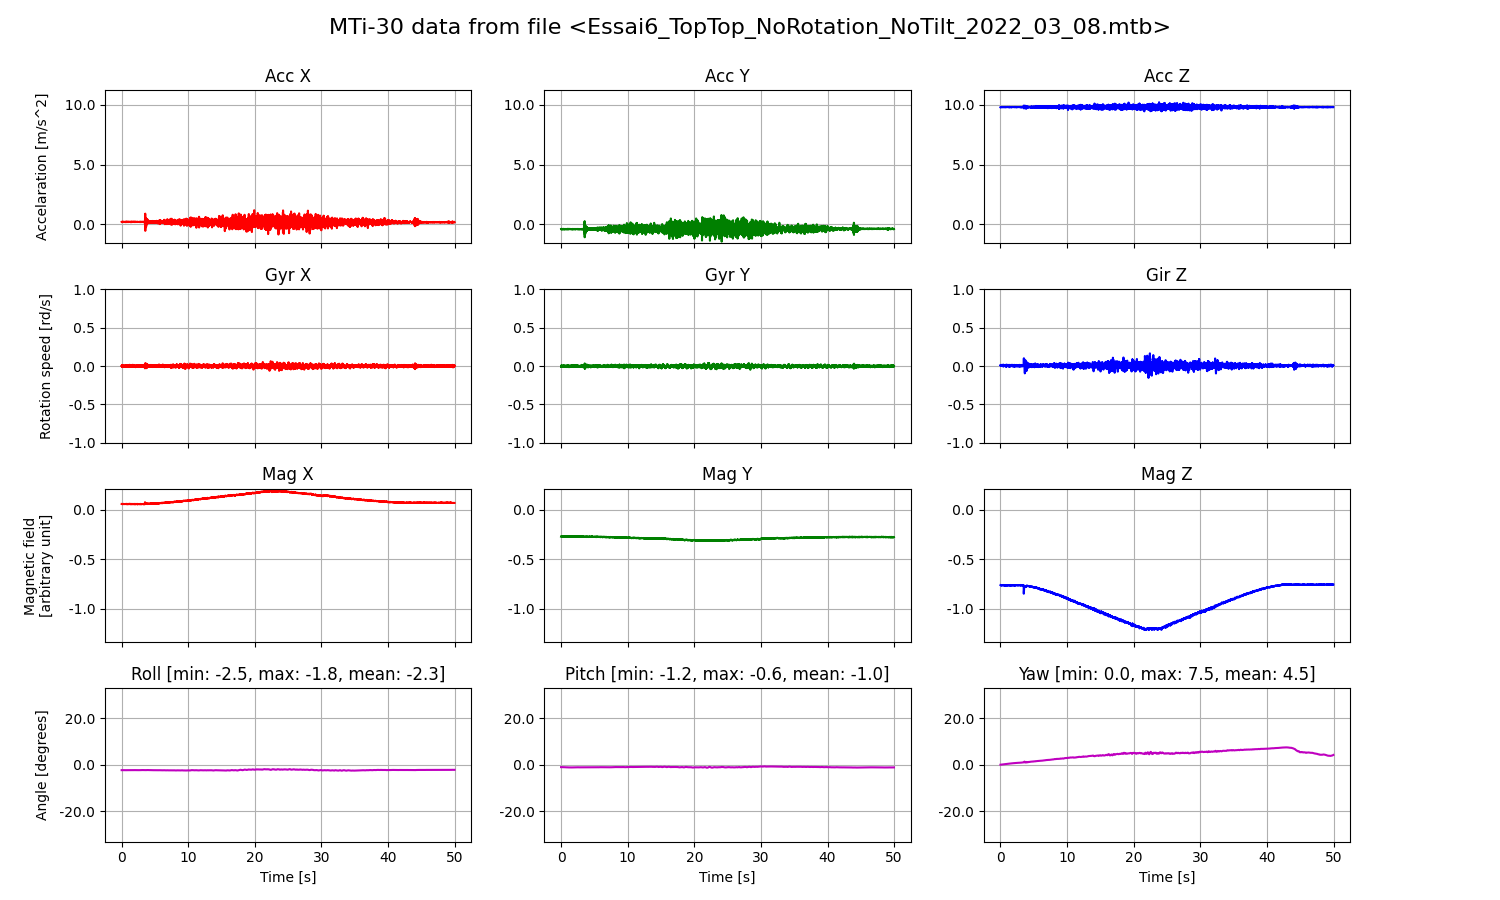 MTi-30 data from file <Essai6_TopTop_NoRotation_NoTilt_2022_03_08.mtb>
Acc X
Acc Y
Acc Z
Accelaration [m/s^2]
10.0
5.0
0.0
10.0
5.0
0.0
10.0
5.0
0.0
Gyr X
Gyr Y
Gir Z
Rotation speed [rd/s]
1.0
0.5
0.0
-0.5
-1.0
1.0
0.5
0.0
-0.5
-1.0
1.0
0.5
0.0
-0.5
-1.0
Mag X
Mag Y
Mag Z
Magnetic field
[arbitrary unit]
0.0
-0.5
-1.0
0.0
-0.5
-1.0
0.0
-0.5
-1.0
Roll [min: -2.5, max: -1.8, mean: -2.3]
Pitch [min: -1.2, max: -0.6, mean: -1.0]
Yaw [min: 0.0, max: 7.5, mean: 4.5]
Angle [degrees]
20.0
0.0
-20.0
20.0
0.0
-20.0
20.0
0.0
-20.0
0 10 20 30 40 50
0 10 20 30 40 50
0 10 20 30 40 50
Time [s]
Time [s]
Time [s]